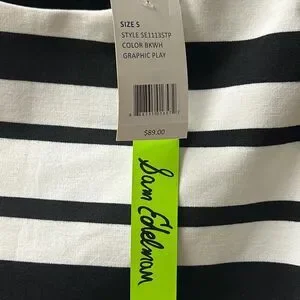 SIZE S
STYLE SE1113STP
COLOR BKWH
GRAPHIC PLAY
$89.00
Sam Edelman